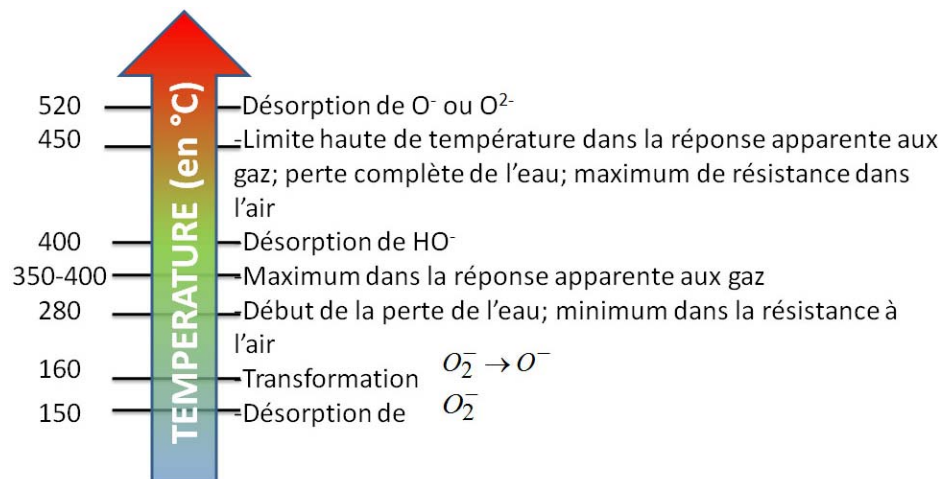 520 -Désorption de O⁻ ou O²⁻
450 -Limite haute de température dans la réponse apparente aux
gaz; perte complète de l'eau; maximum de résistance dans
l'air
400 -Désorption de HO⁻
350-400 -Maximum dans la réponse apparente aux gaz
280 -Début de la perte de l'eau; minimum dans la résistance à
l'air
160 -Transformation O₂⁻ → O⁻
150 -Désorption de O₂⁻
TEMPERATURE (en °C)